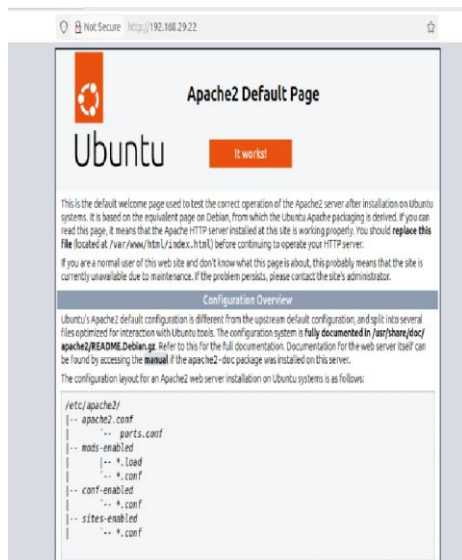 Not Secure http://192.168.29.22
Apache2 Default Page
Ubuntu
It works!
This is the default welcome page used to test the correct operation of the Apache2 server after installation on Ubuntu
systems. It is based on the equivalent page on Debian, from which the Ubuntu Apache packaging is derived. If you can
read this page, it means that the Apache HTTP server installed at this site is working properly. You should replace this
file (located at /var/www/html/index.html) before continuing to operate your HTTP server.
If you are a normal user of this web site and don't know what this page is about, this probably means that the site is
currently unavailable due to maintenance. If the problem persists, please contact the site's administrator.
Configuration Overview
Ubuntu's Apache2 default configuration is different from the upstream default configuration, and split into several
files optimized for interaction with Ubuntu tools. The configuration system is fully documented in /usr/share/doc/
apache2/README.Debian.gz. Refer to this for the full documentation. Documentation for the web server itself can
be found by accessing the manual if the apache2-doc package was installed on this server.
The configuration layout for an Apache2 web server installation on Ubuntu systems is as follows:
/etc/apache2/
|-- apache2.conf
|       `-- ports.conf
|-- mods-enabled
|       |-- *.load
|       `-- *.conf
|-- conf-enabled
|       `-- *.conf
|-- sites-enabled
|       `-- *.conf